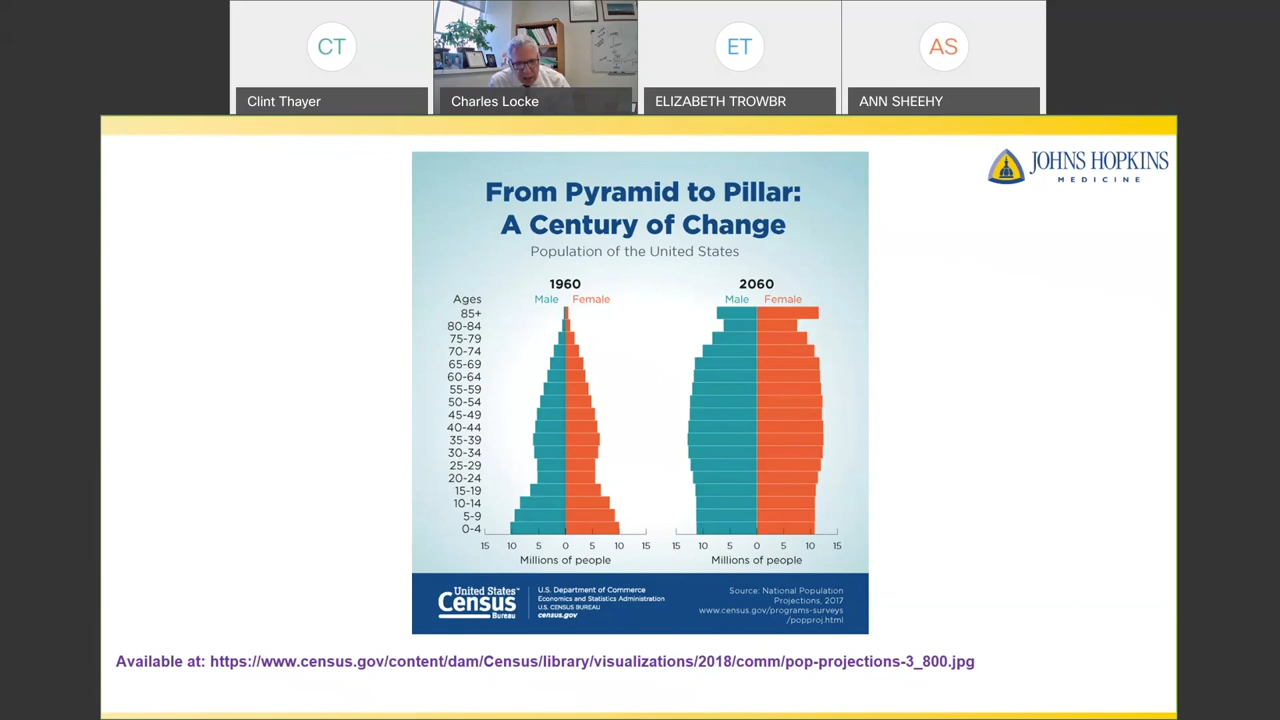 CT
ET
AS
Clint Thayer
Charles Locke
ELIZABETH TROWBR
ANN SHEEHY
JOHNS HOPKINS
MEDICINE
From Pyramid to Pillar:
A Century of Change
Population of the United States
1960
2060
Ages
Male
Female
Male
Female
85+
80-84
75-79
70-74
65-69
60-64
55-59
50-54
45-49
40-44
35-39
30-34
25-29
20-24
15-19
10-14
5-9
0-4
15 10 5 0 5 10 15
15 10 5 0 5 10 15
Millions of people
Millions of people
United States
Census
Bureau
U.S. Department of Commerce
Economics and Statistics Administration
U.S. CENSUS BUREAU
census.gov
Source: National Population
Projections, 2017
www.census.gov/programs-surveys
/popproj.html
Available at: https://www.census.gov/content/dam/Census/library/visualizations/2018/comm/pop-projections-3_800.jpg